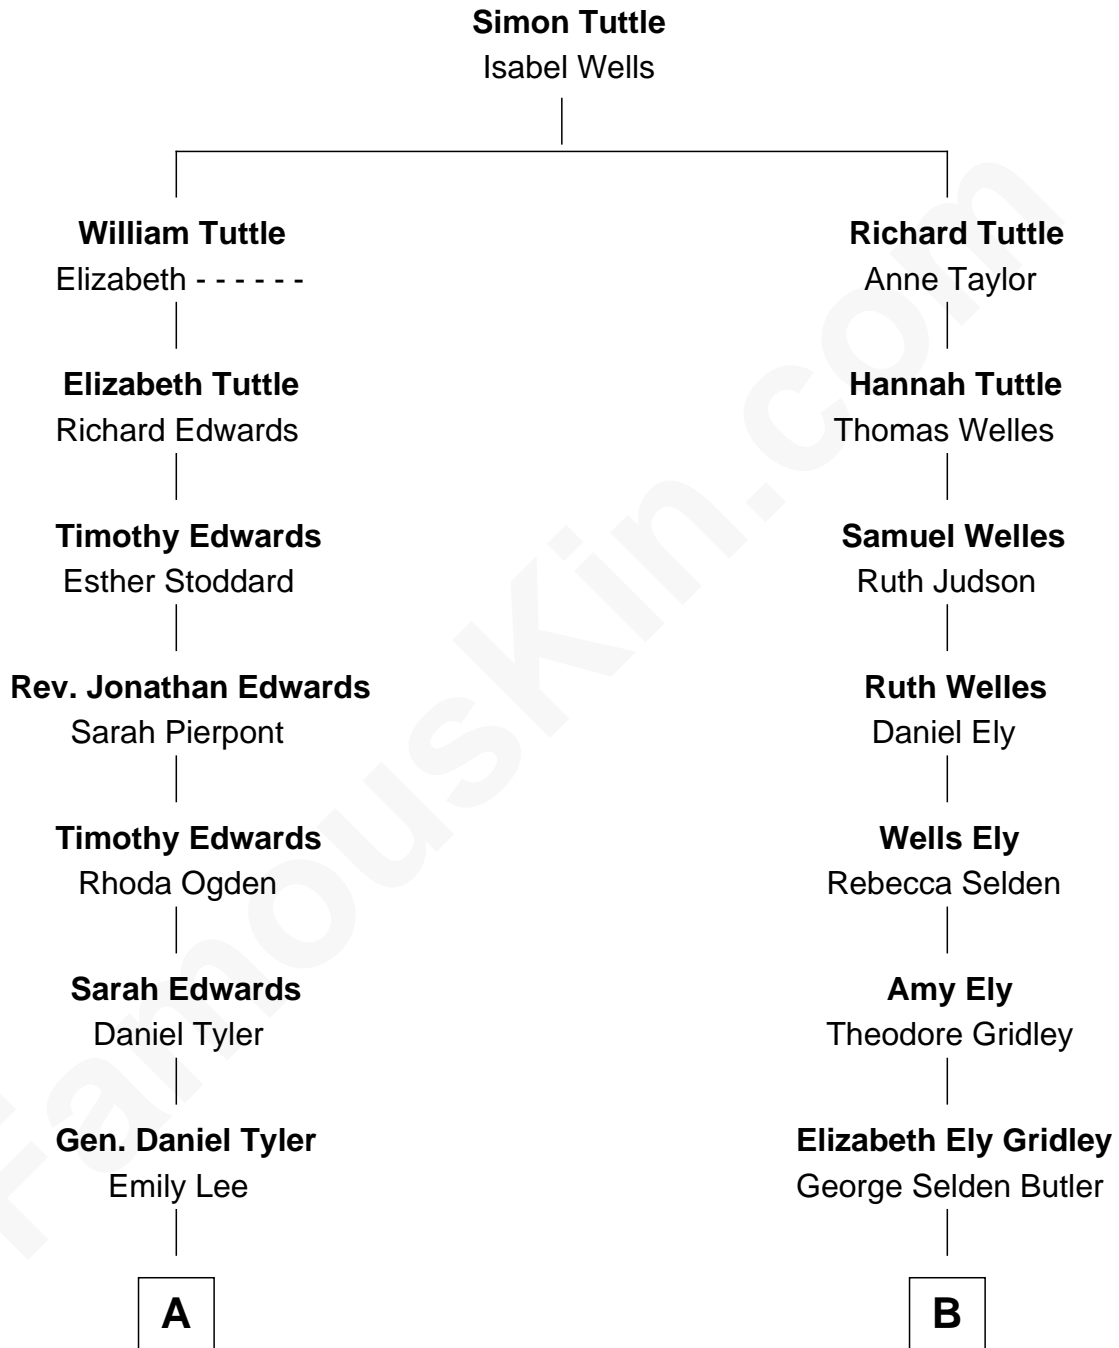 Simon Tuttle
Isabel Wells
William Tuttle
Elizabeth - - - - - -
Richard Tuttle
Anne Taylor
Elizabeth Tuttle
Richard Edwards
Hannah Tuttle
Thomas Welles
Timothy Edwards
Esther Stoddard
Samuel Welles
Ruth Judson
Rev. Jonathan Edwards
Sarah Pierpont
Ruth Welles
Daniel Ely
Timothy Edwards
Rhoda Ogden
Wells Ely
Rebecca Selden
Sarah Edwards
Daniel Tyler
Amy Ely
Theodore Gridley
Gen. Daniel Tyler
Emily Lee
Elizabeth Ely Gridley
George Selden Butler
A
B
FamousKin.com